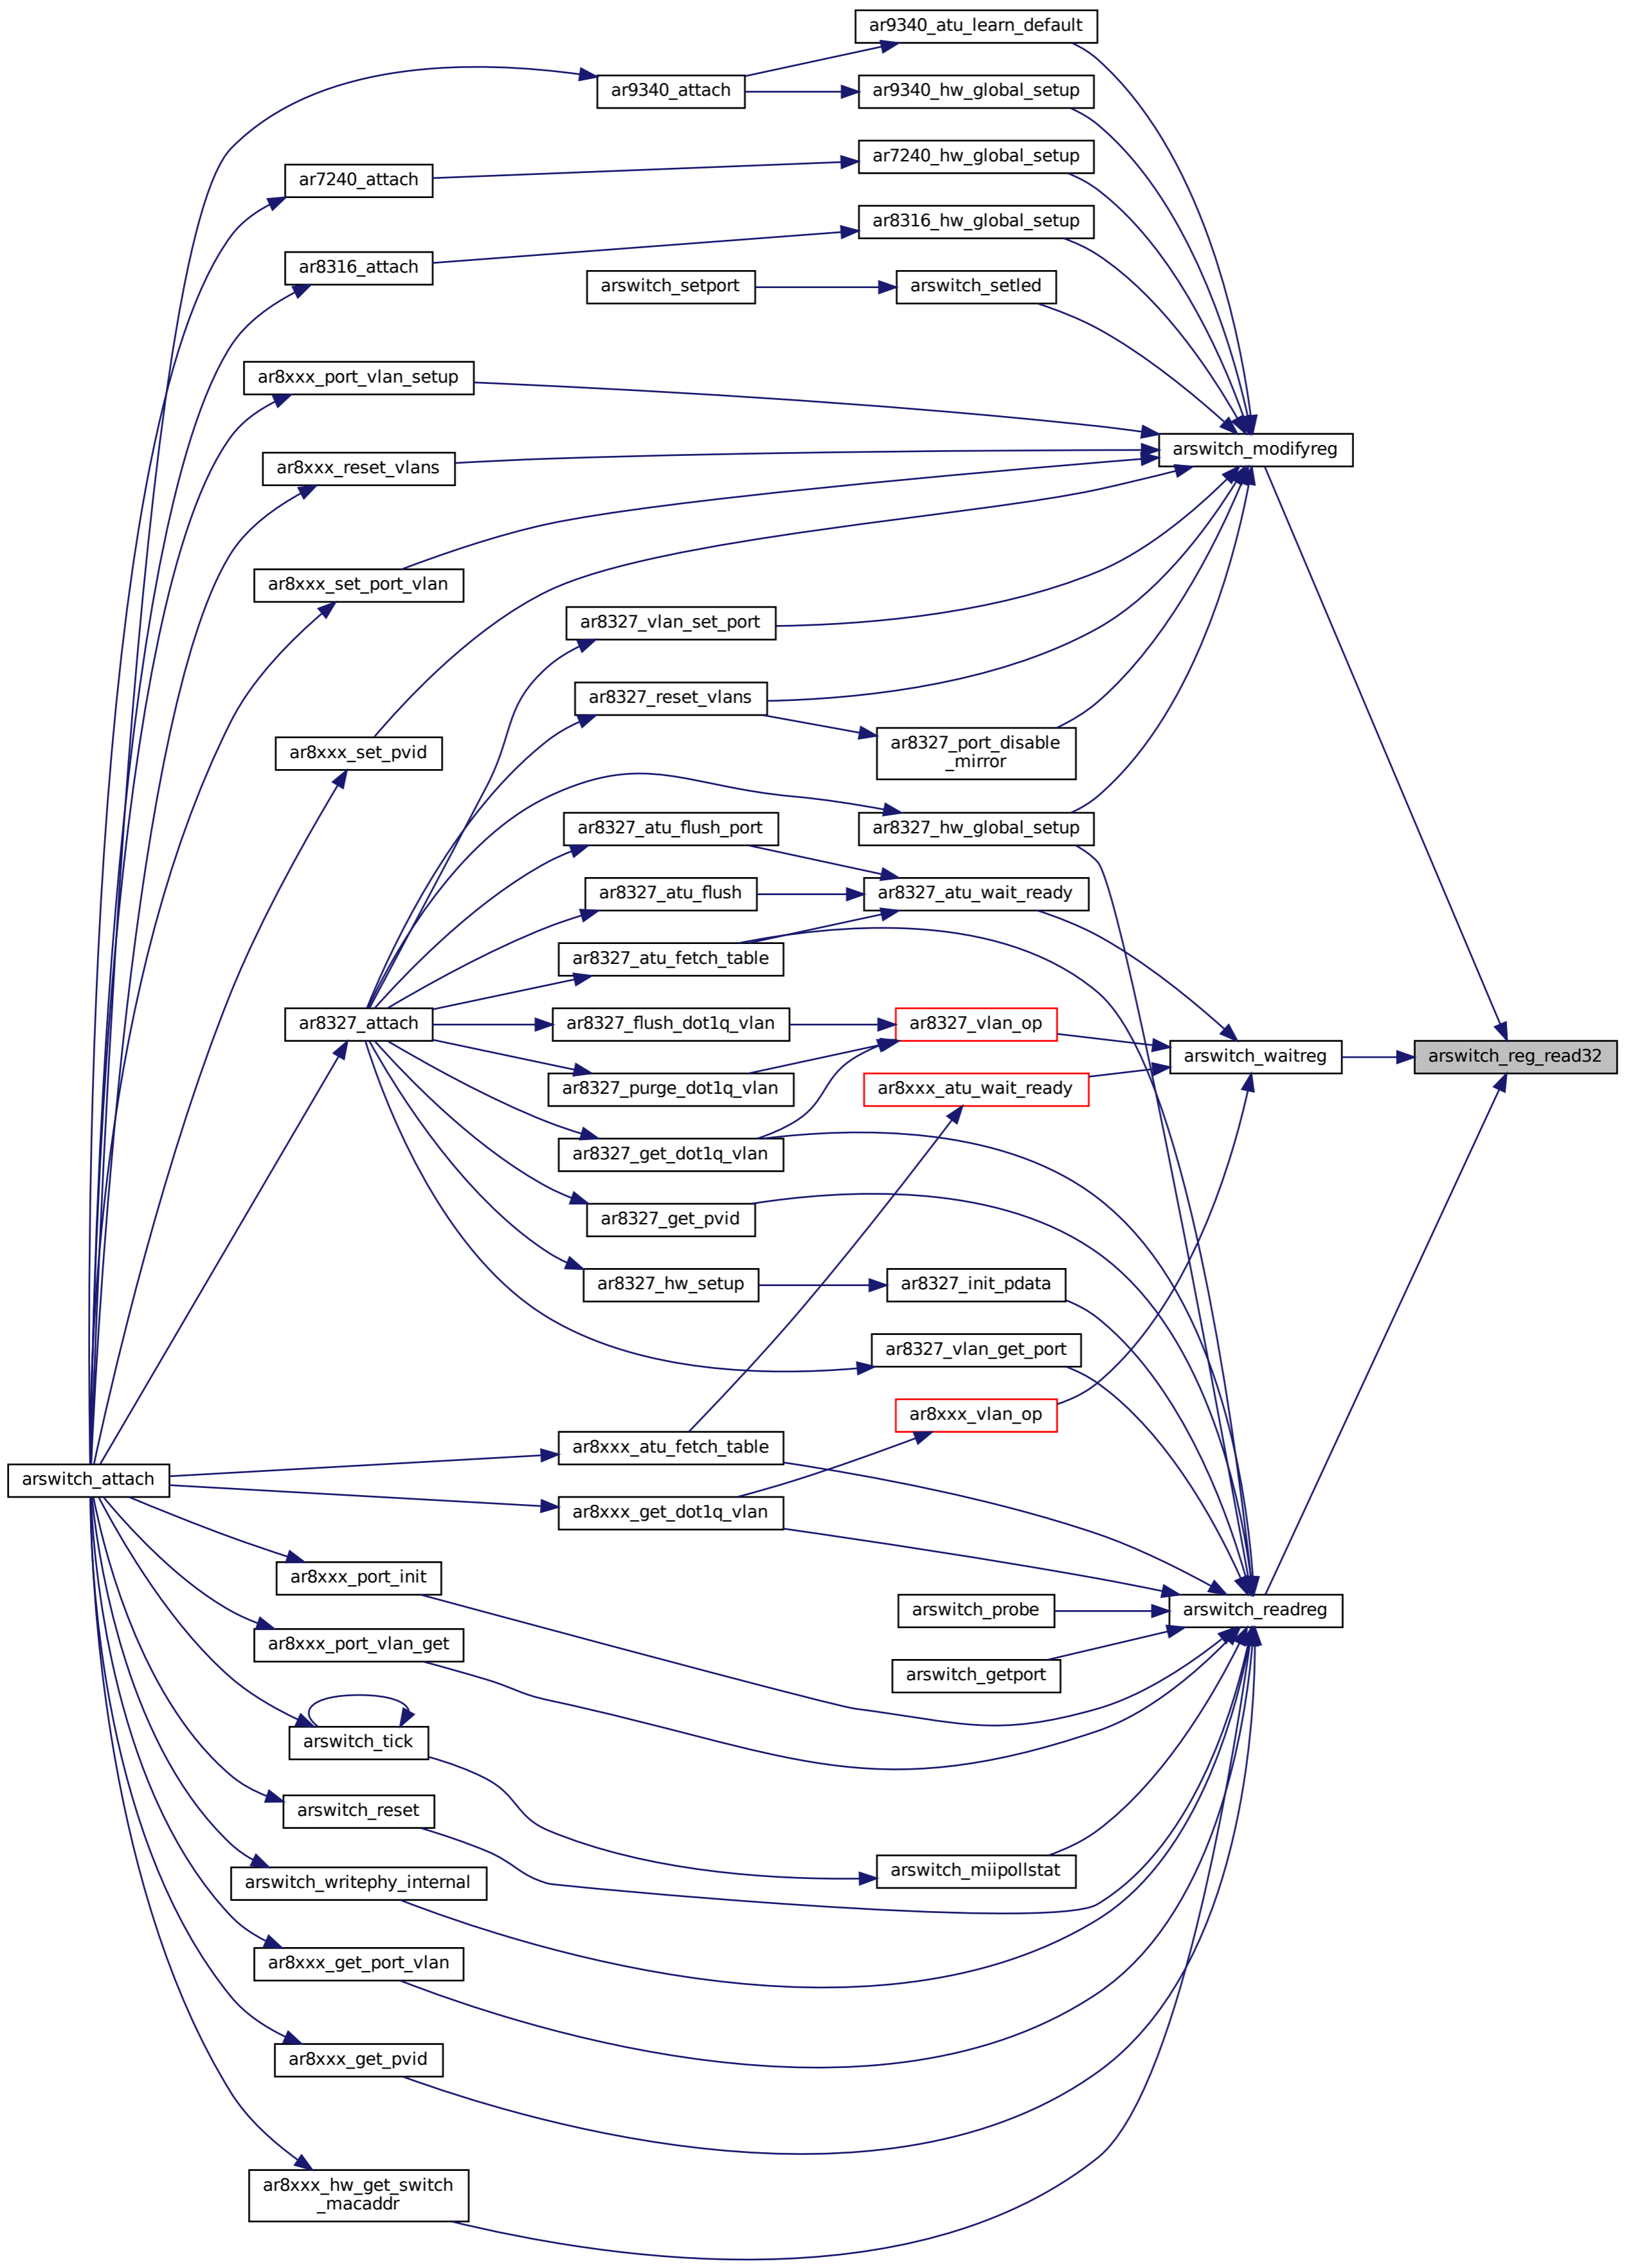 ar9340_atu_learn_default
ar9340_attach
ar9340_hw_global_setup
ar7240_hw_global_setup
ar7240_attach
ar8316_hw_global_setup
ar8316_attach
arswitch_setport
arswitch_setled
ar8xxx_port_vlan_setup
arswitch_modifyreg
ar8xxx_reset_vlans
ar8xxx_set_port_vlan
ar8327_vlan_set_port
ar8327_reset_vlans
ar8xxx_set_pvid
ar8327_port_disable
_mirror
ar8327_atu_flush_port
ar8327_hw_global_setup
ar8327_atu_flush
ar8327_atu_wait_ready
ar8327_atu_fetch_table
ar8327_attach
ar8327_flush_dot1q_vlan
ar8327_vlan_op
arswitch_waitreg
arswitch_reg_read32
ar8327_purge_dot1q_vlan
ar8xxx_atu_wait_ready
ar8327_get_dot1q_vlan
ar8327_get_pvid
ar8327_hw_setup
ar8327_init_pdata
ar8327_vlan_get_port
ar8xxx_vlan_op
ar8xxx_atu_fetch_table
arswitch_attach
ar8xxx_get_dot1q_vlan
ar8xxx_port_init
arswitch_probe
arswitch_readreg
ar8xxx_port_vlan_get
arswitch_getport
arswitch_tick
arswitch_reset
arswitch_writephy_internal
arswitch_miipollstat
ar8xxx_get_port_vlan
ar8xxx_get_pvid
ar8xxx_hw_get_switch
_macaddr